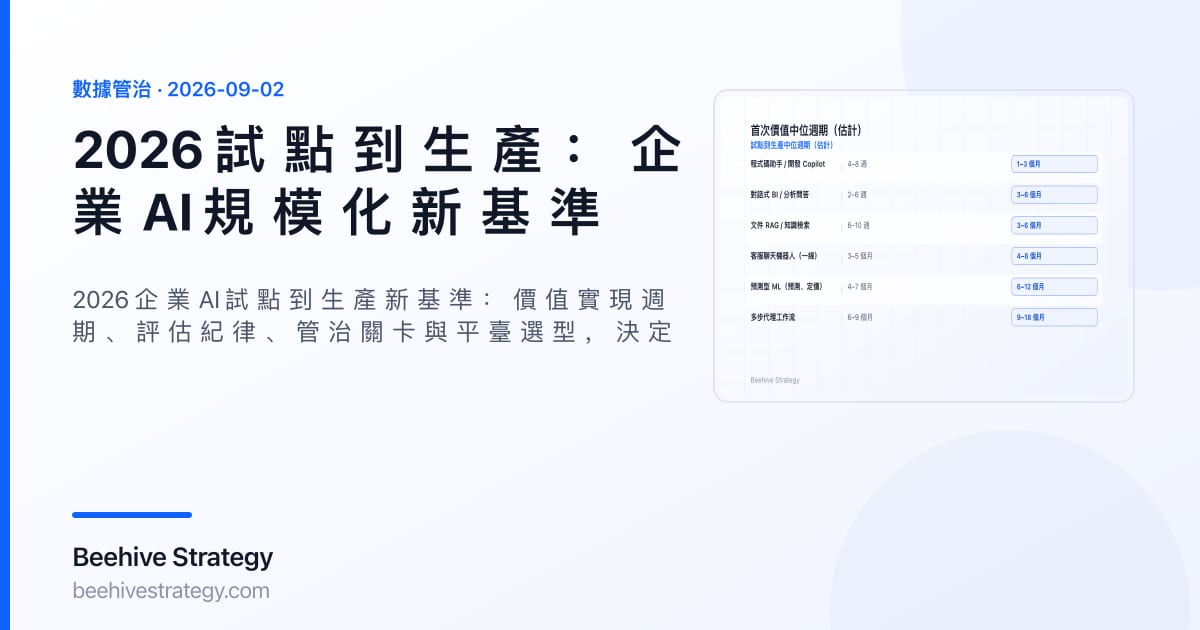 數據管治 · 2026-09-02
2026試點到生產：企
業 AI規模化新基準
2026企業AI試點到生產新基準：價值實現週
期、評估紀律、管治關卡與平臺選型，決定
Beehive Strategy
beehivestrategy.com
首次價值中位週期（估計）
試點到生產中位週期（估計）
程式碼助手 / 開發 Copilot 4–8 週 1–3 個月
對話式 BI / 分析問答 2–6 週 3–6 個月
文件 RAG / 知識檢索 6–10 週 3–6 個月
客服聊天機器人（一線） 3–5 個月 4–8 個月
預測型 ML（預測、定價） 4–7 個月 6–12 個月
多步代理工作流 6–9 個月 9–18 個月
Beehive Strategy